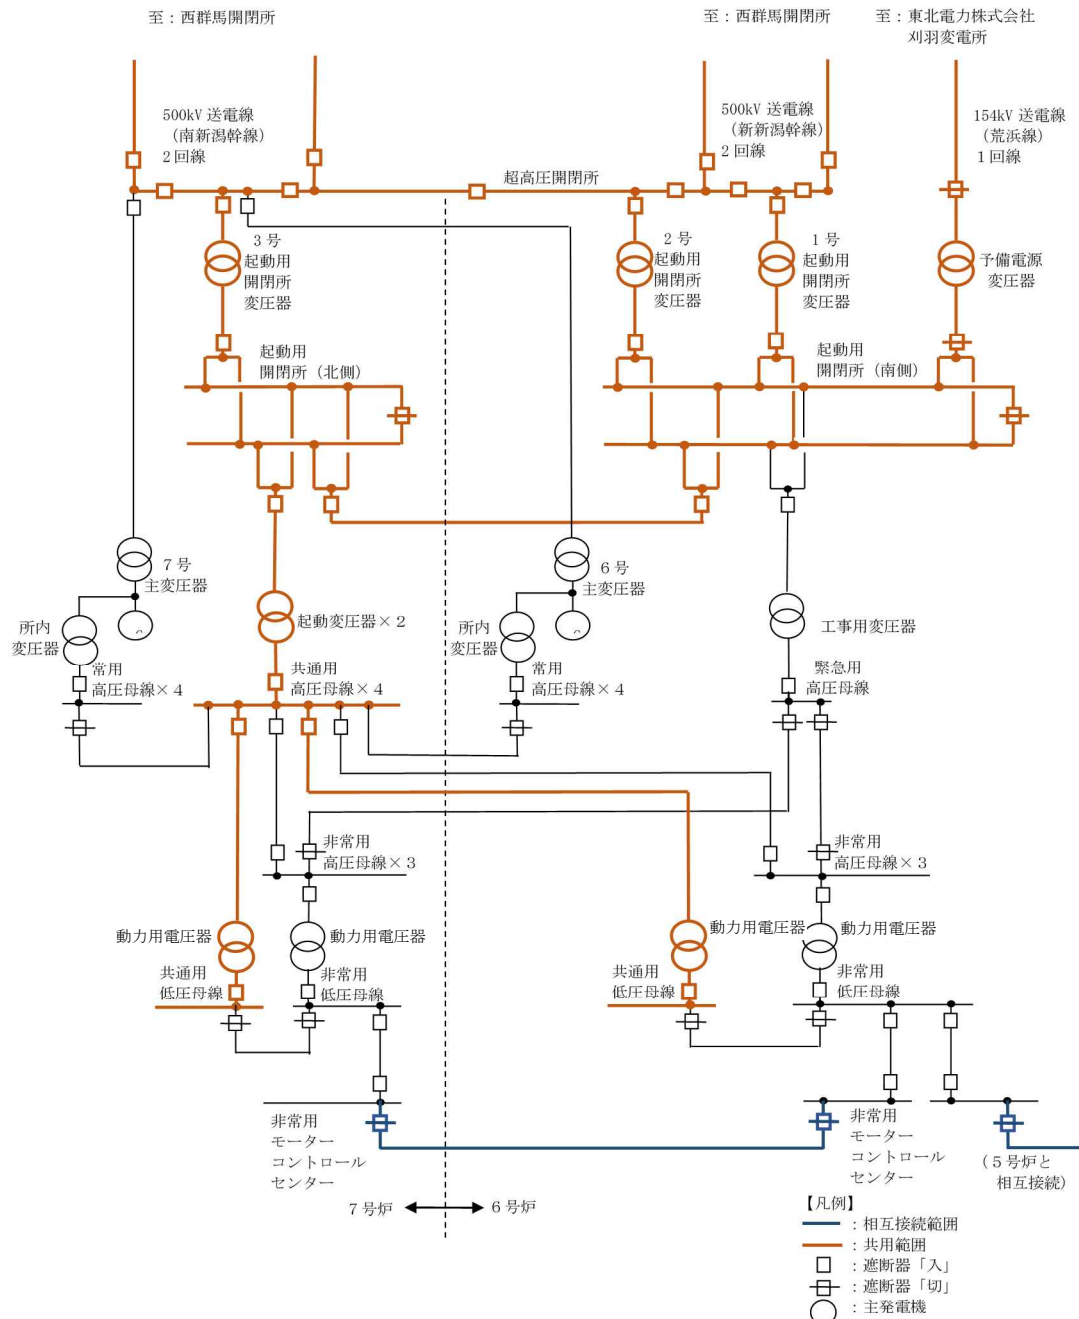 至：西群馬開閉所
至：西群馬開閉所
至：東北電力株式会社
刈羽変電所
500kV 送電線
（南新潟幹線）
2回線
500kV 送電線
（新新潟幹線）
2回線
154kV 送電線
（荒浜線）
1回線
超高圧開閉所
3号
起動用
開閉所
変圧器
2号
起動用
開閉所
変圧器
1号
起動用
開閉所
変圧器
予備電源
変圧器
起動用
開閉所（北側）
起動用
開閉所（南側）
7号
主変圧器
6号
主変圧器
所内
変圧器
起動変圧器×2
所内
変圧器
工事用変圧器
常用
高圧母線×4
共通用
高圧母線×4
常用
高圧母線×4
緊急用
高圧母線
非常用
高圧母線×3
非常用
高圧母線×3
動力用電圧器
動力用電圧器
動力用電圧器
動力用電圧器
共通用
低圧母線
非常用
低圧母線
共通用
低圧母線
非常用
低圧母線
非常用
モーター
コントロール
センター
非常用
モーター
コントロール
センター
（5号炉と
相互接続）
7号炉
6号炉
【凡例】
：相互接続範囲
：共用範囲
：遮断器「入」
：遮断器「切」
：主発電機